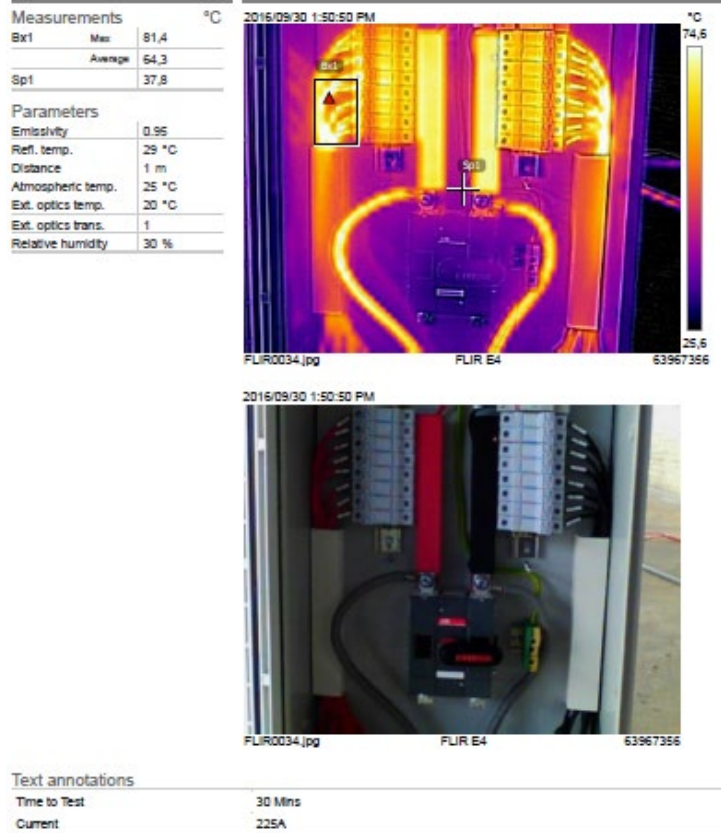 Measurements °C
Bx1 Max 81,4
Average 64,3
Sp1 37,8
Parameters
Emissivity 0.95
Refl. temp. 29 °C
Distance 1 m
Atmospheric temp. 25 °C
Ext. optics temp. 20 °C
Ext. optics trans. 1
Relative humidity 30 %
2016/09/30 1:50:50 PM
°C
74,6
Bx1
Sp1
25,6
FLIR0034.jpg FLIR E4 63967356
2016/09/30 1:50:50 PM
FLIR0034.jpg FLIR E4 63967356
Text annotations
Time to Test 30 Mins
Current 225A